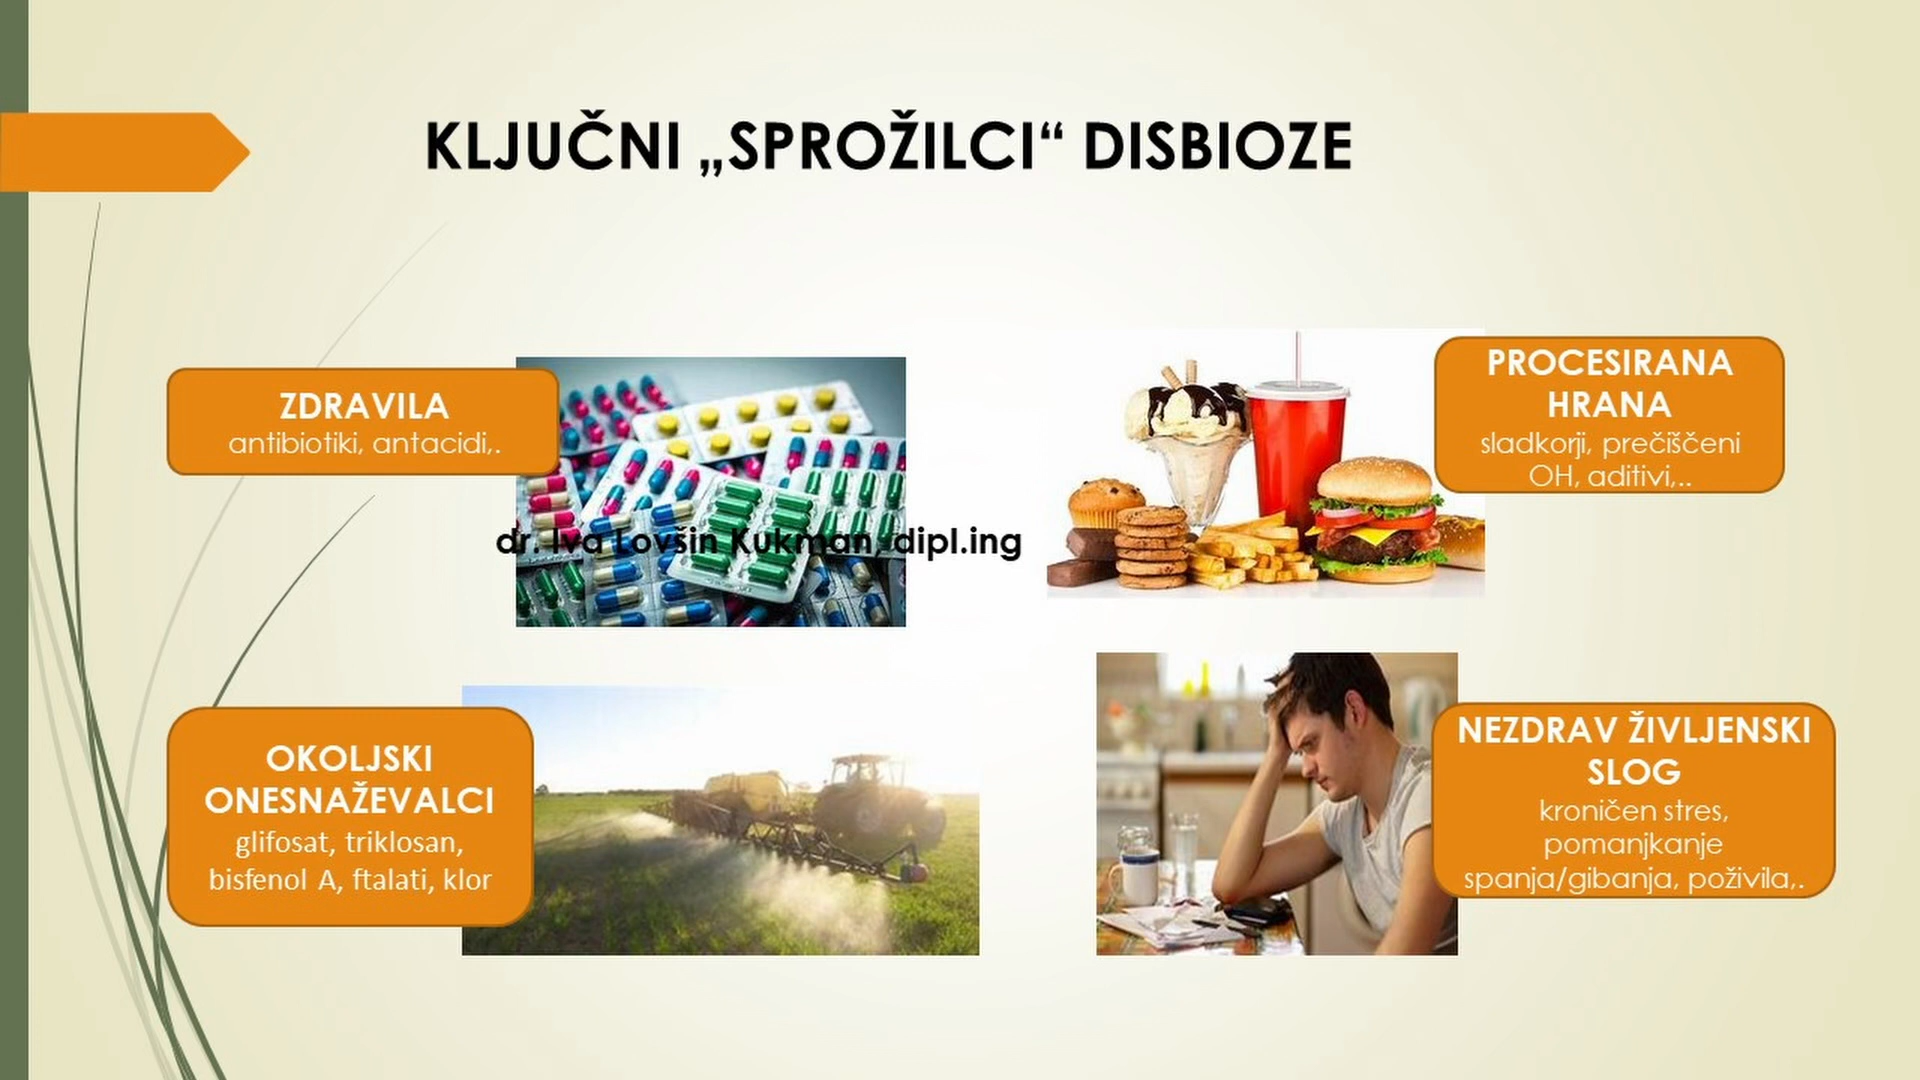 KLJUČNI „SPROŽILCI“ DISBIOZE
ZDRAVILA
antibiotiki, antacidi,.
PROCESIRANA
HRANA
sladkorji, prečiščeni
OH, aditivi,..
dr. Iva Lovšin Kukman, dipl.ing
OKOLJSKI
ONESNAŽEVALCI
glifosat, triklosan,
bisfenol A, ftalati, klor
NEZDRAV ŽIVLJENSKI
SLOG
kroničen stres,
pomanjkanje
spanja/gibanja, poživila,.